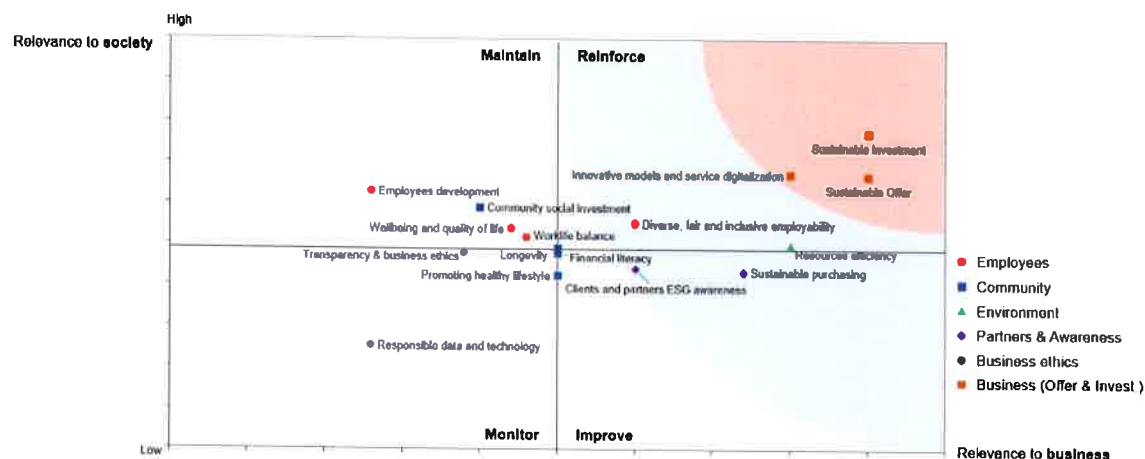 High
Relevance to society
Maintain
Reinforce
Sustainable Investment
Innovative models and service digitalization
Sustainable Offer
Employees development
Community social investment
Wellbeing and quality of life
Diverse, fair and inclusive employability
Worklife balance
Transparency & business ethics
Longevity
Financial literacy
Resources efficiency
Employees
Promoting healthy lifestyle
Sustainable purchasing
Clients and partners ESG awareness
Community
Environment
Partners & Awareness
Responsible data and technology
Business ethics
Business (Offer & Invest )
Monitor
Improve
Low
Relevance to business